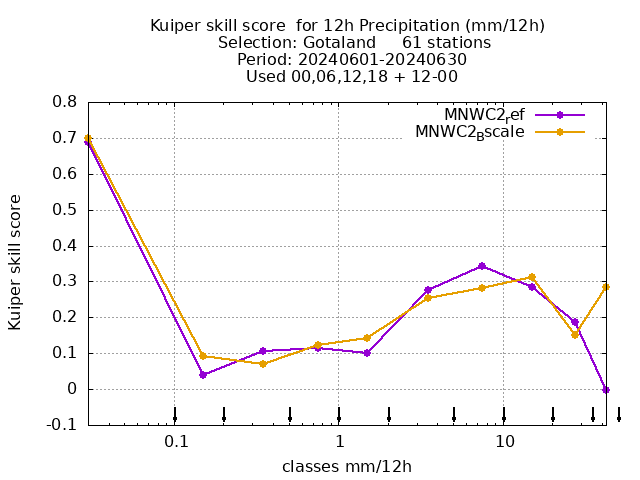 Kuiper skill score  for 12h Precipitation (mm/12h)
Selection: Gotaland     61 stations
Period: 20240601-20240630
Used 00,06,12,18 + 12-00
MNWC2ref
MNWC2Bscale
0.8
0.7
0.6
0.5
0.4
0.3
0.2
0.1
0
-0.1
Kuiper skill score
0.1
1
10
classes mm/12h